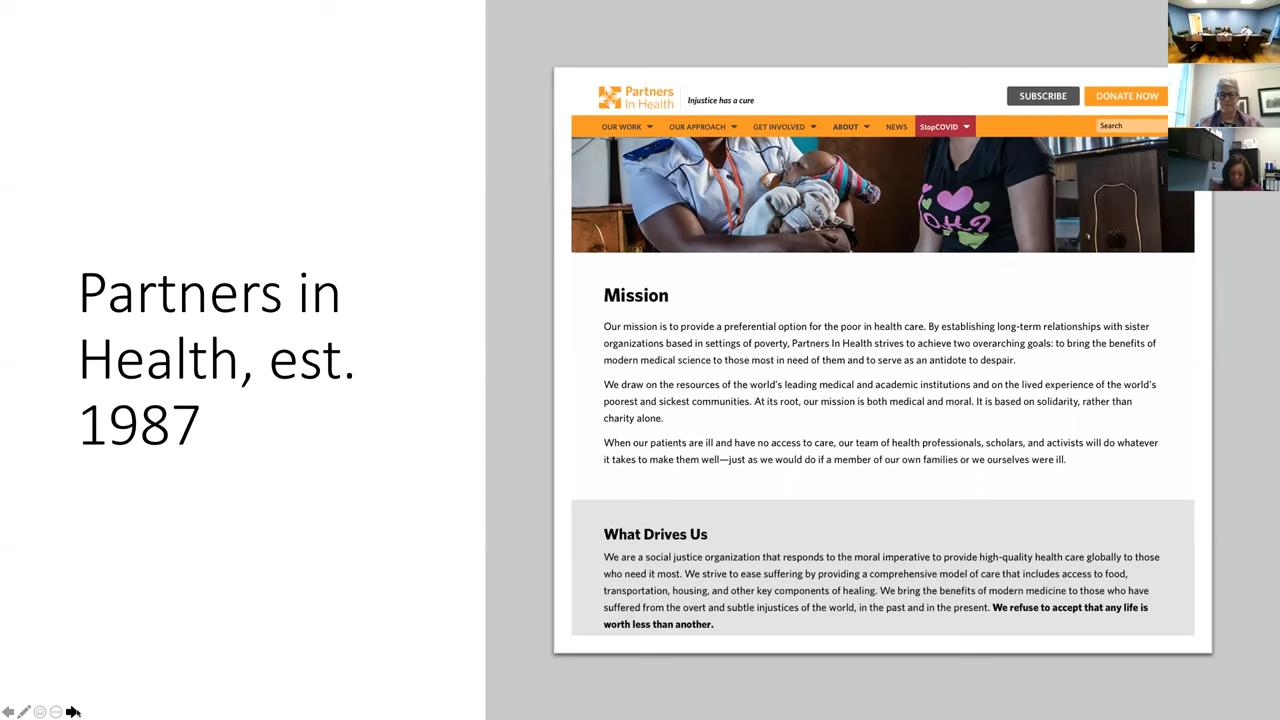 Partners in
Health, est.
1987
Partners
In Health
Injustice has a cure
SUBSCRIBE
DONATE NOW
OUR WORK
OUR APPROACH
GET INVOLVED
ABOUT
NEWS
StopCOVID
Search
Mission
Our mission is to provide a preferential option for the poor in health care. By establishing long-term relationships with sister
organizations based in settings of poverty, Partners In Health strives to achieve two overarching goals: to bring the benefits of
modern medical science to those most in need of them and to serve as an antidote to despair.
We draw on the resources of the world's leading medical and academic institutions and on the lived experience of the world's
poorest and sickest communities. At its root, our mission is both medical and moral. It is based on solidarity, rather than
charity alone.
When our patients are ill and have no access to care, our team of health professionals, scholars, and activists will do whatever
it takes to make them well—just as we would do if a member of our own families or we ourselves were ill.
What Drives Us
We are a social justice organization that responds to the moral imperative to provide high-quality health care globally to those
who need it most. We strive to ease suffering by providing a comprehensive model of care that includes access to food,
transportation, housing, and other key components of healing. We bring the benefits of modern medicine to those who have
suffered from the overt and subtle injustices of the world, in the past and in the present. We refuse to accept that any life is
worth less than another.